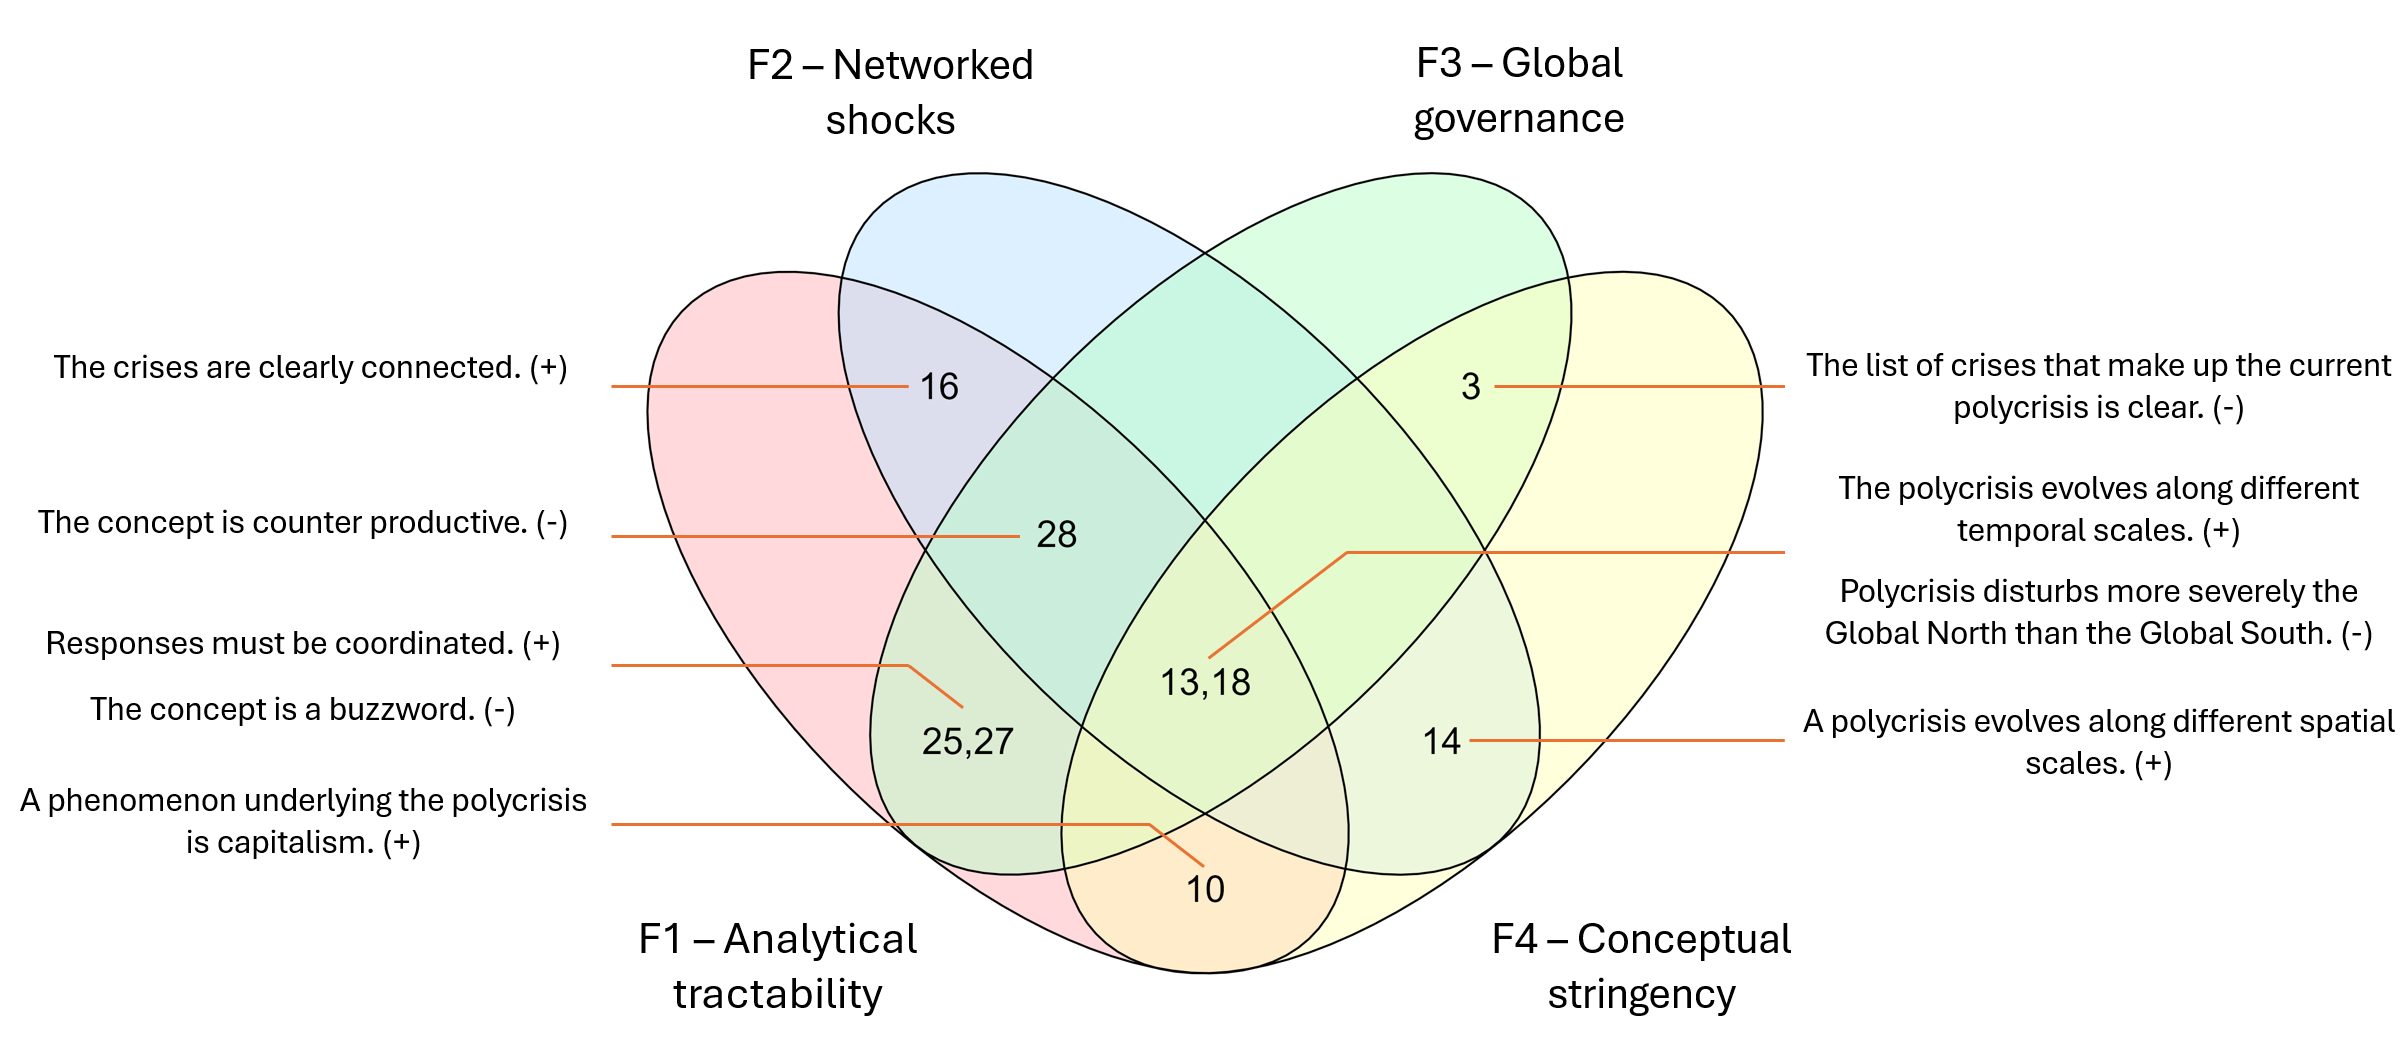 F2 – Networked
shocks
F3 – Global
governance
The crises are clearly connected. (+)
The concept is counter productive. (-)
Responses must be coordinated. (+)
The concept is a buzzword. (-)
A phenomenon underlying the polycrisis
is capitalism. (+)
16
28
25,27
10
13,18
3
14
The list of crises that make up the current
polycrisis is clear. (-)
The polycrisis evolves along different
temporal scales. (+)
Polycrisis disturbs more severely the
Global North than the Global South. (-)
A polycrisis evolves along different spatial
scales. (+)
F1 – Analytical
tractability
F4 – Conceptual
stringency